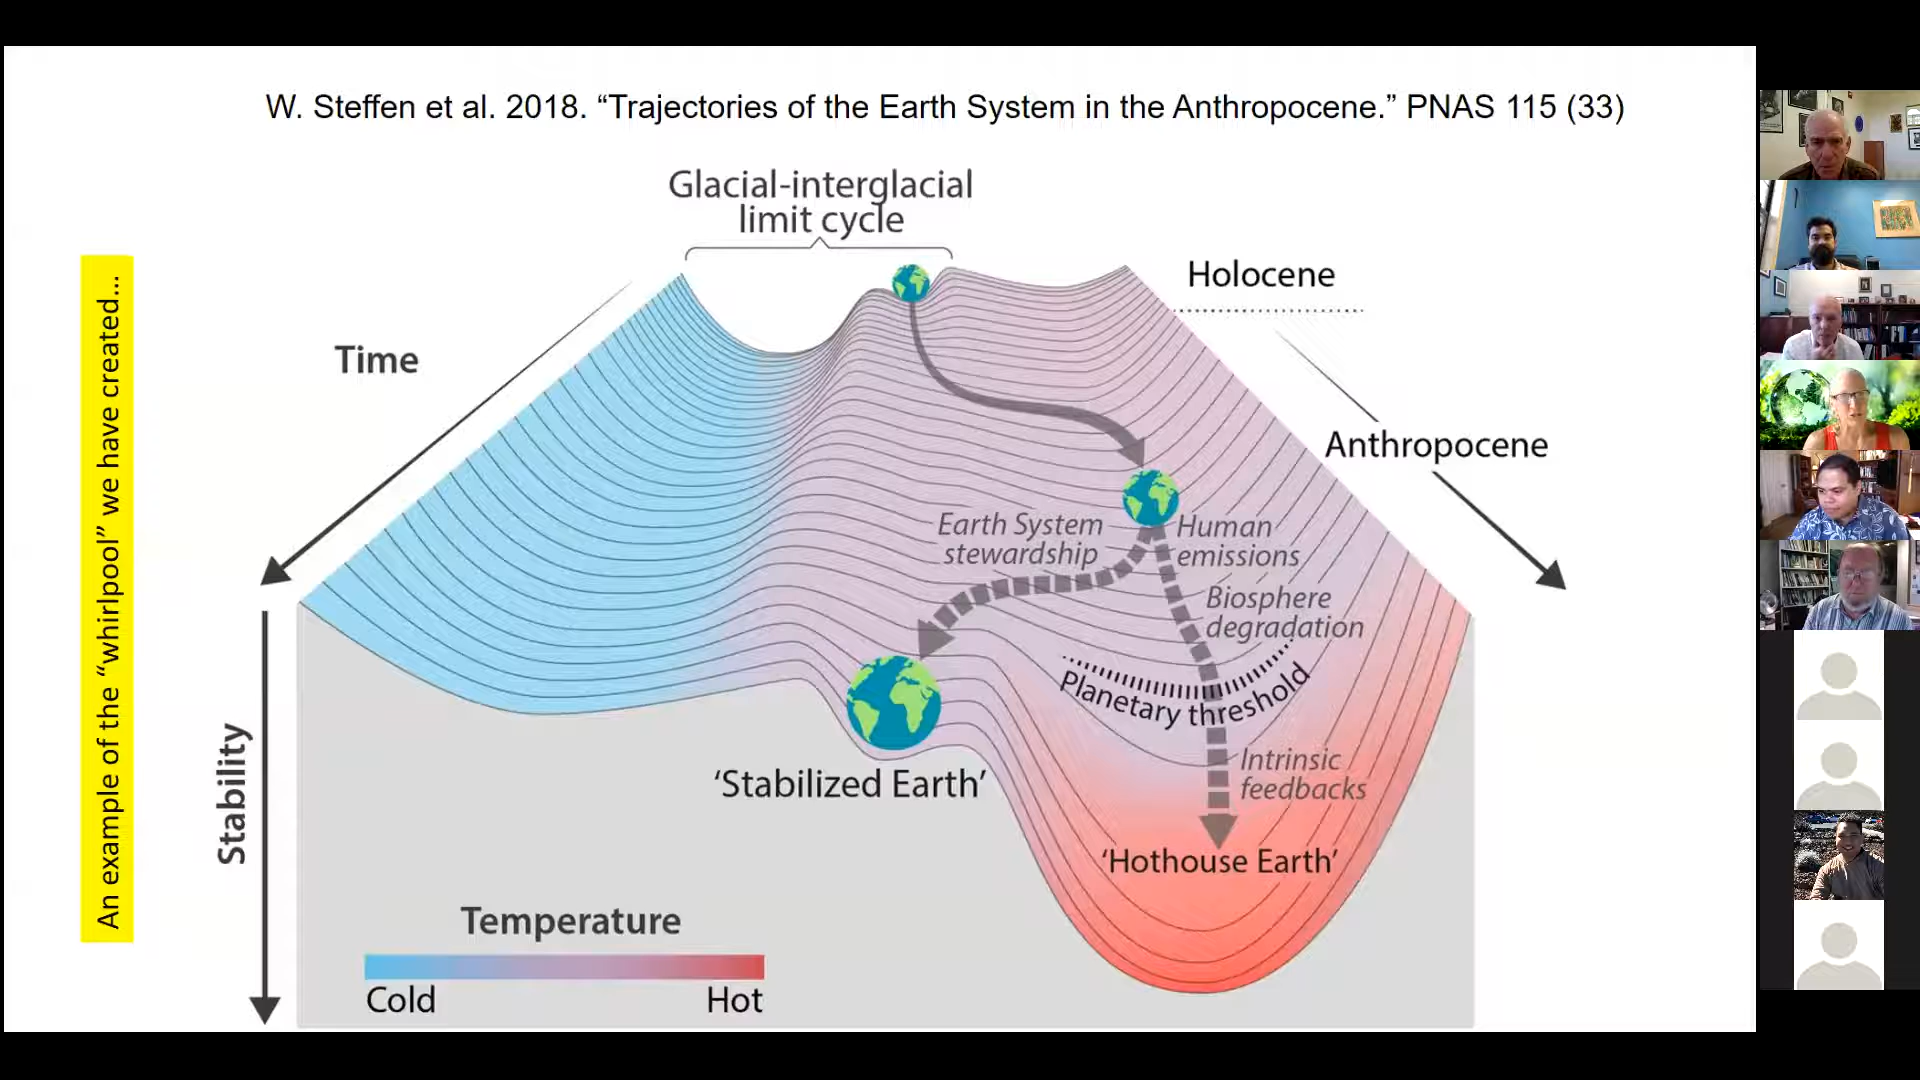 W. Steffen et al. 2018. “Trajectories of the Earth System in the Anthropocene.” PNAS 115 (33)
An example of the “whirlpool” we have created...
Glacial-interglacial
limit cycle
Holocene
Time
Anthropocene
Earth System
stewardship
Human
emissions
Biosphere
degradation
Planetary threshold
Stability
‘Stabilized Earth’
Intrinsic
feedbacks
‘Hothouse Earth’
Temperature
Cold
Hot